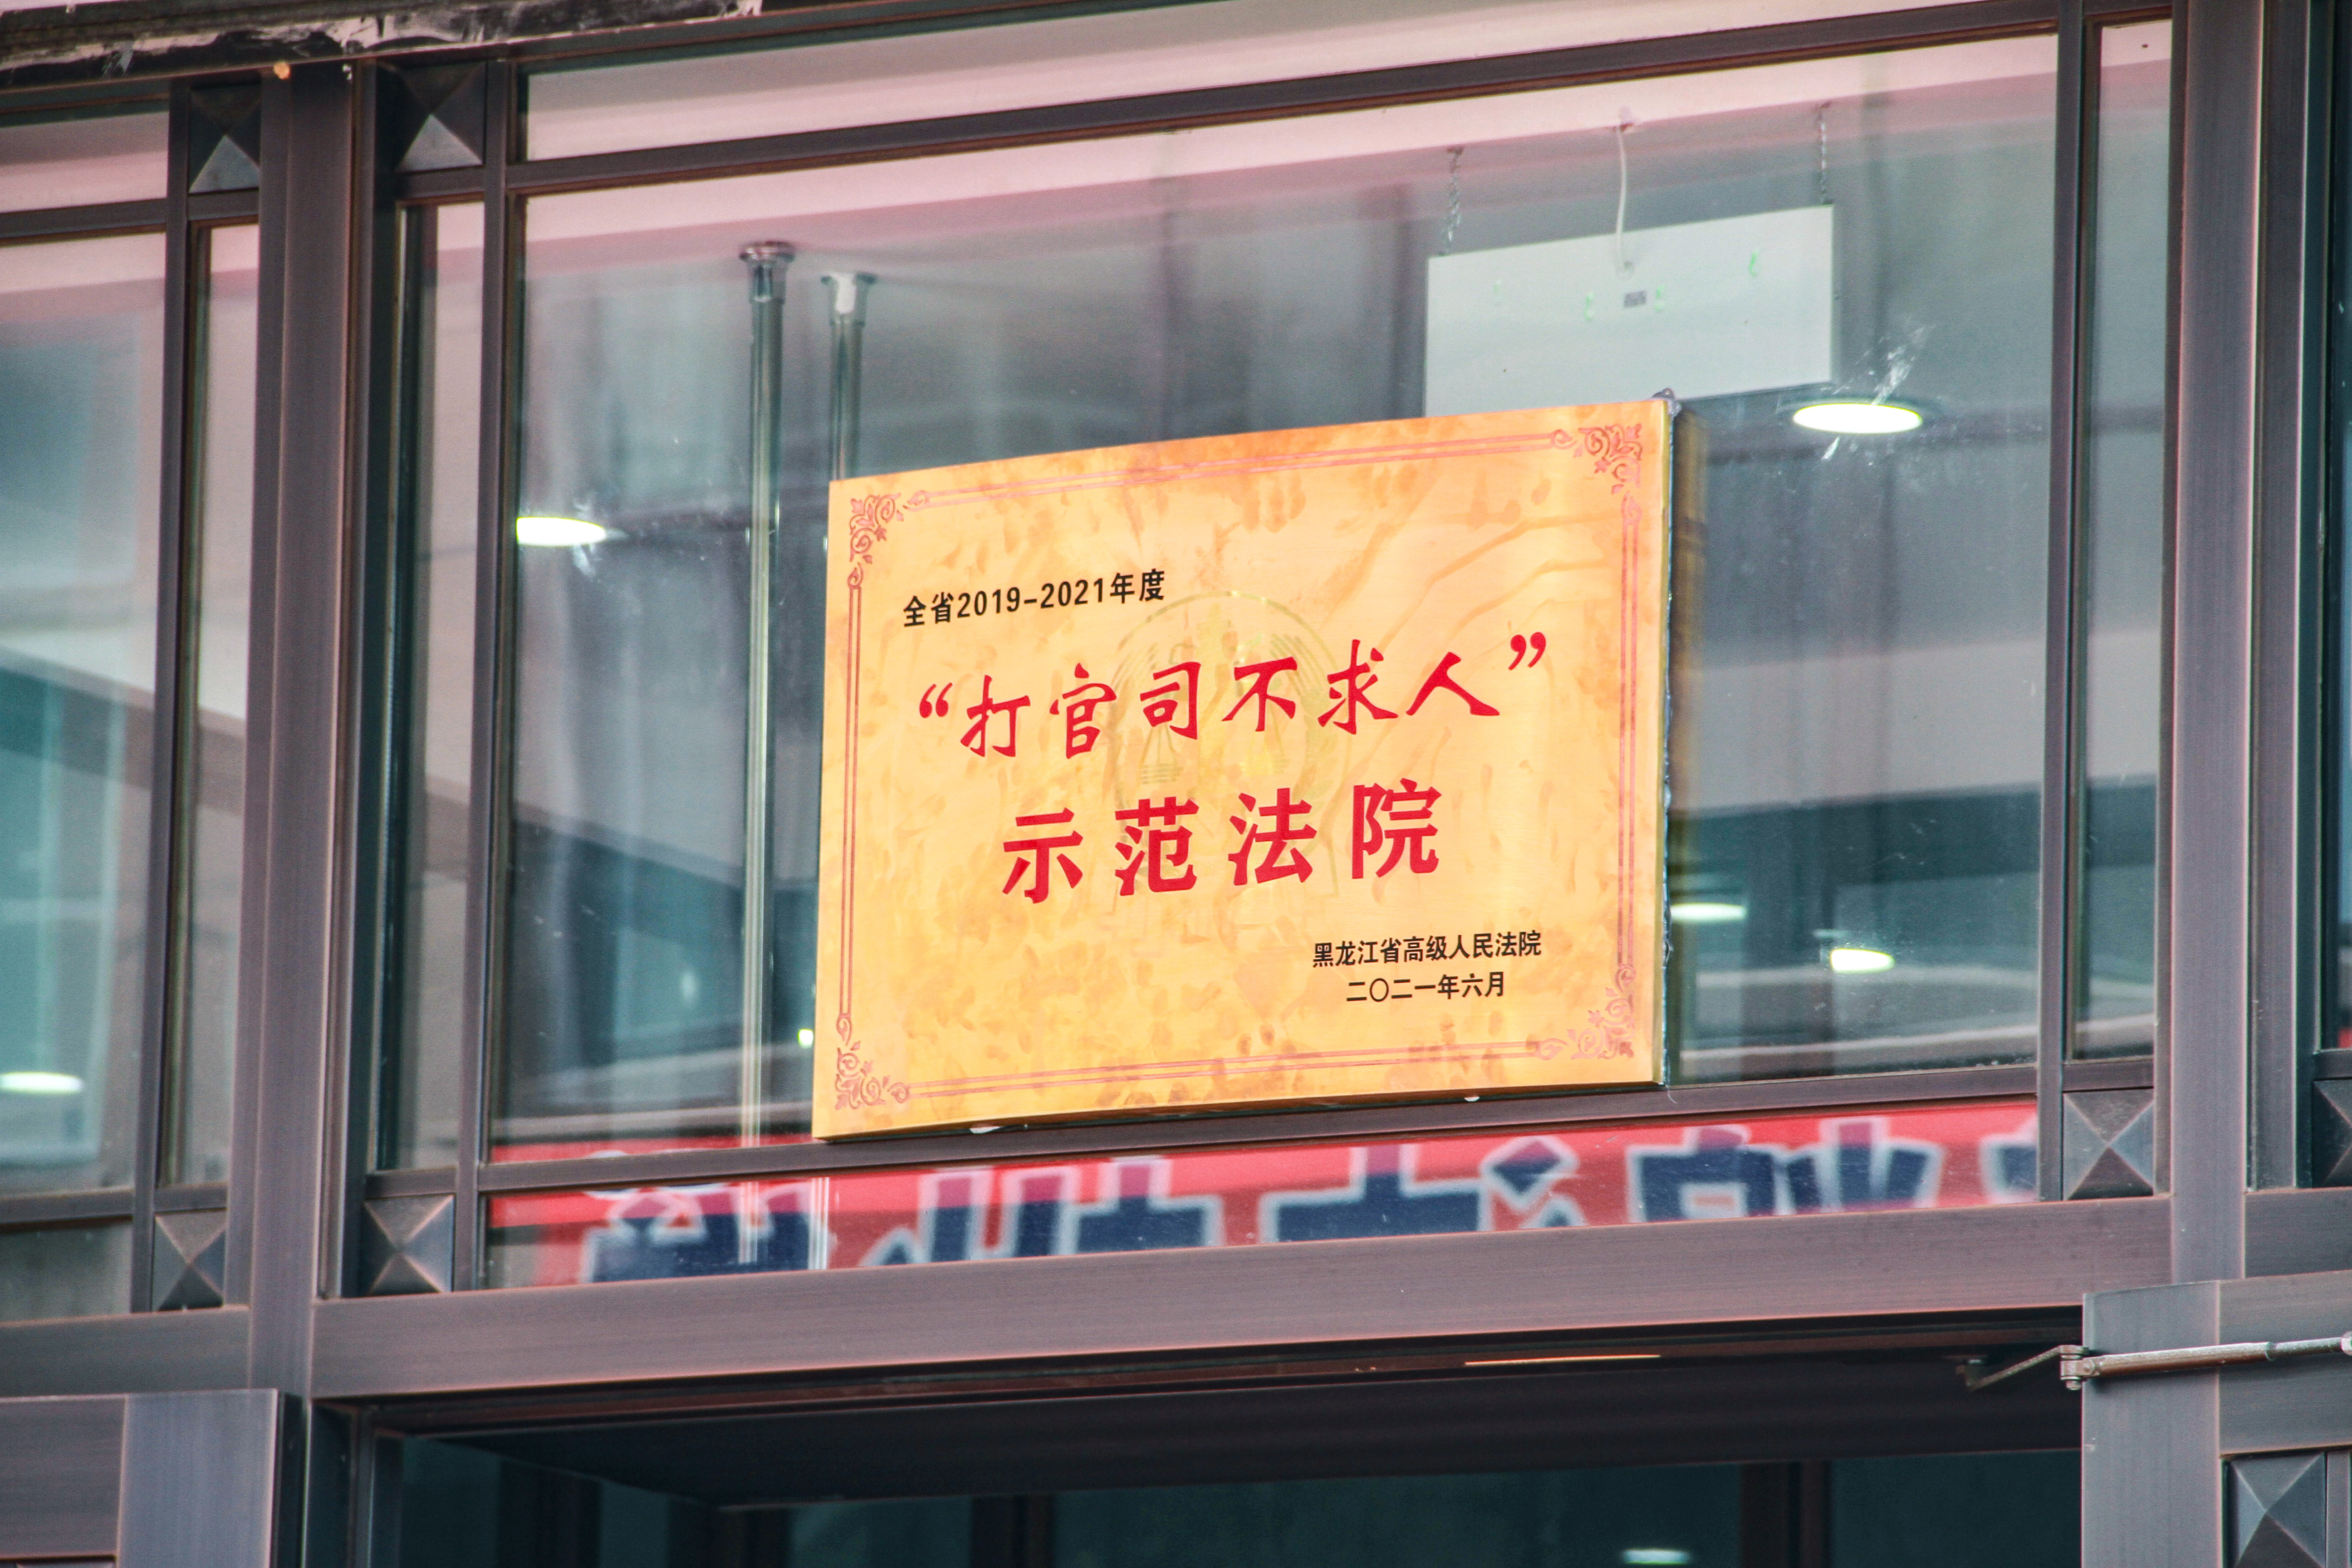 全省2019-2021年度
“打官司不求人”
示范法院
黑龙江省高级人民法院
二〇二一年六月